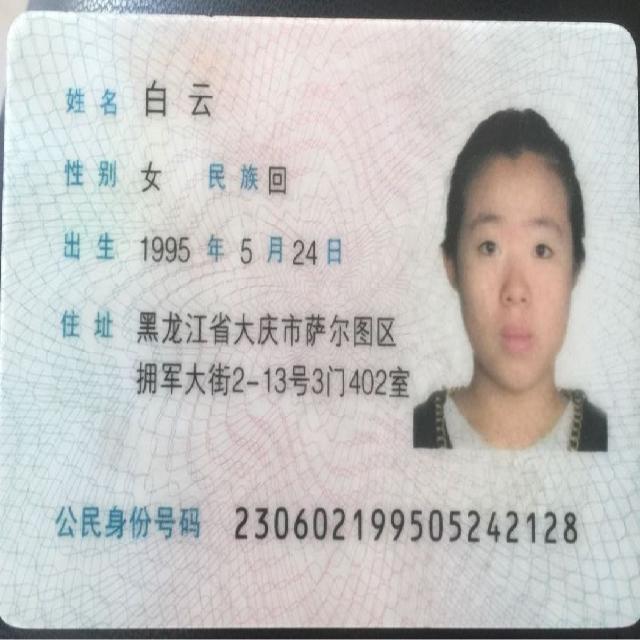 姓名 白云
性别 女 民族 回
出生 1995 年 5 月 24 日
住址 黑龙江省大庆市萨尔图区
拥军大街2-13号3门402室
公民身份号码 230602199505242128